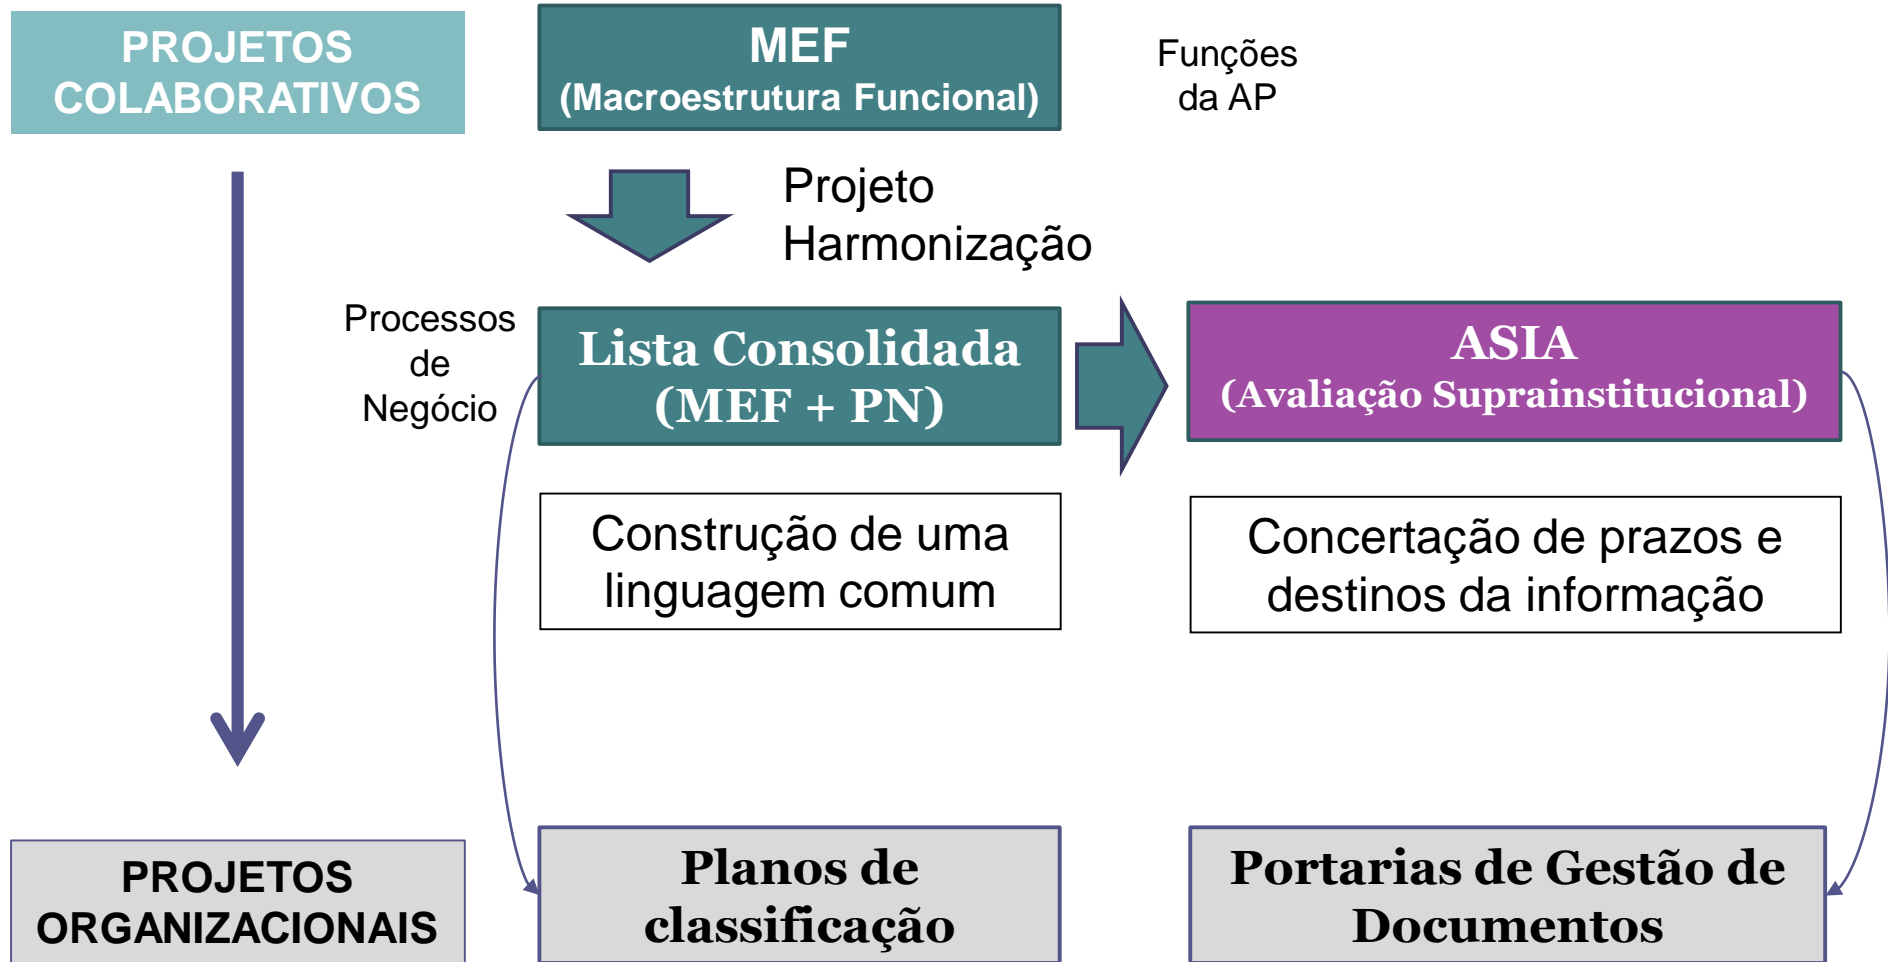 PROJETOS
COLABORATIVOS
MEF
(Macroestrutura Funcional)
Funções
da AP
Projeto
Harmonização
Processos
de
Negócio
Lista Consolidada
(MEF + PN)
ASIA
(Avaliação Suprainstitucional)
Construção de uma
linguagem comum
Concertação de prazos e
destinos da informação
PROJETOS
ORGANIZACIONAIS
Planos de
classificação
Portarias de Gestão de
Documentos